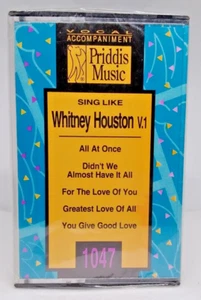 VOCAL
ACCOMPANIMENT
Priddis
Music
SING LIKE
Whitney Houston V.1
All At Once
Didn't We
Almost Have It All
For The Love Of You
Greatest Love Of All
You Give Good Love
1047